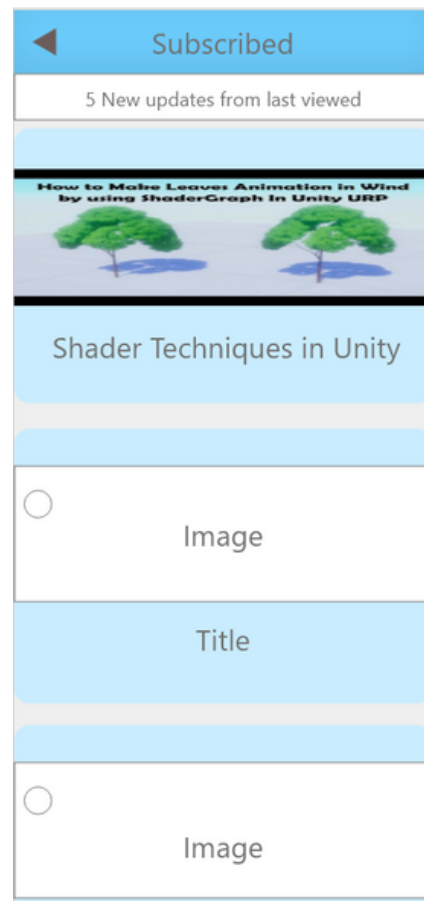 Subscribed
5 New updates from last viewed
How to Make Leaves Animation in Wind
by using ShaderGraph In Unity URP
Shader Techniques in Unity
Image
Title
Image